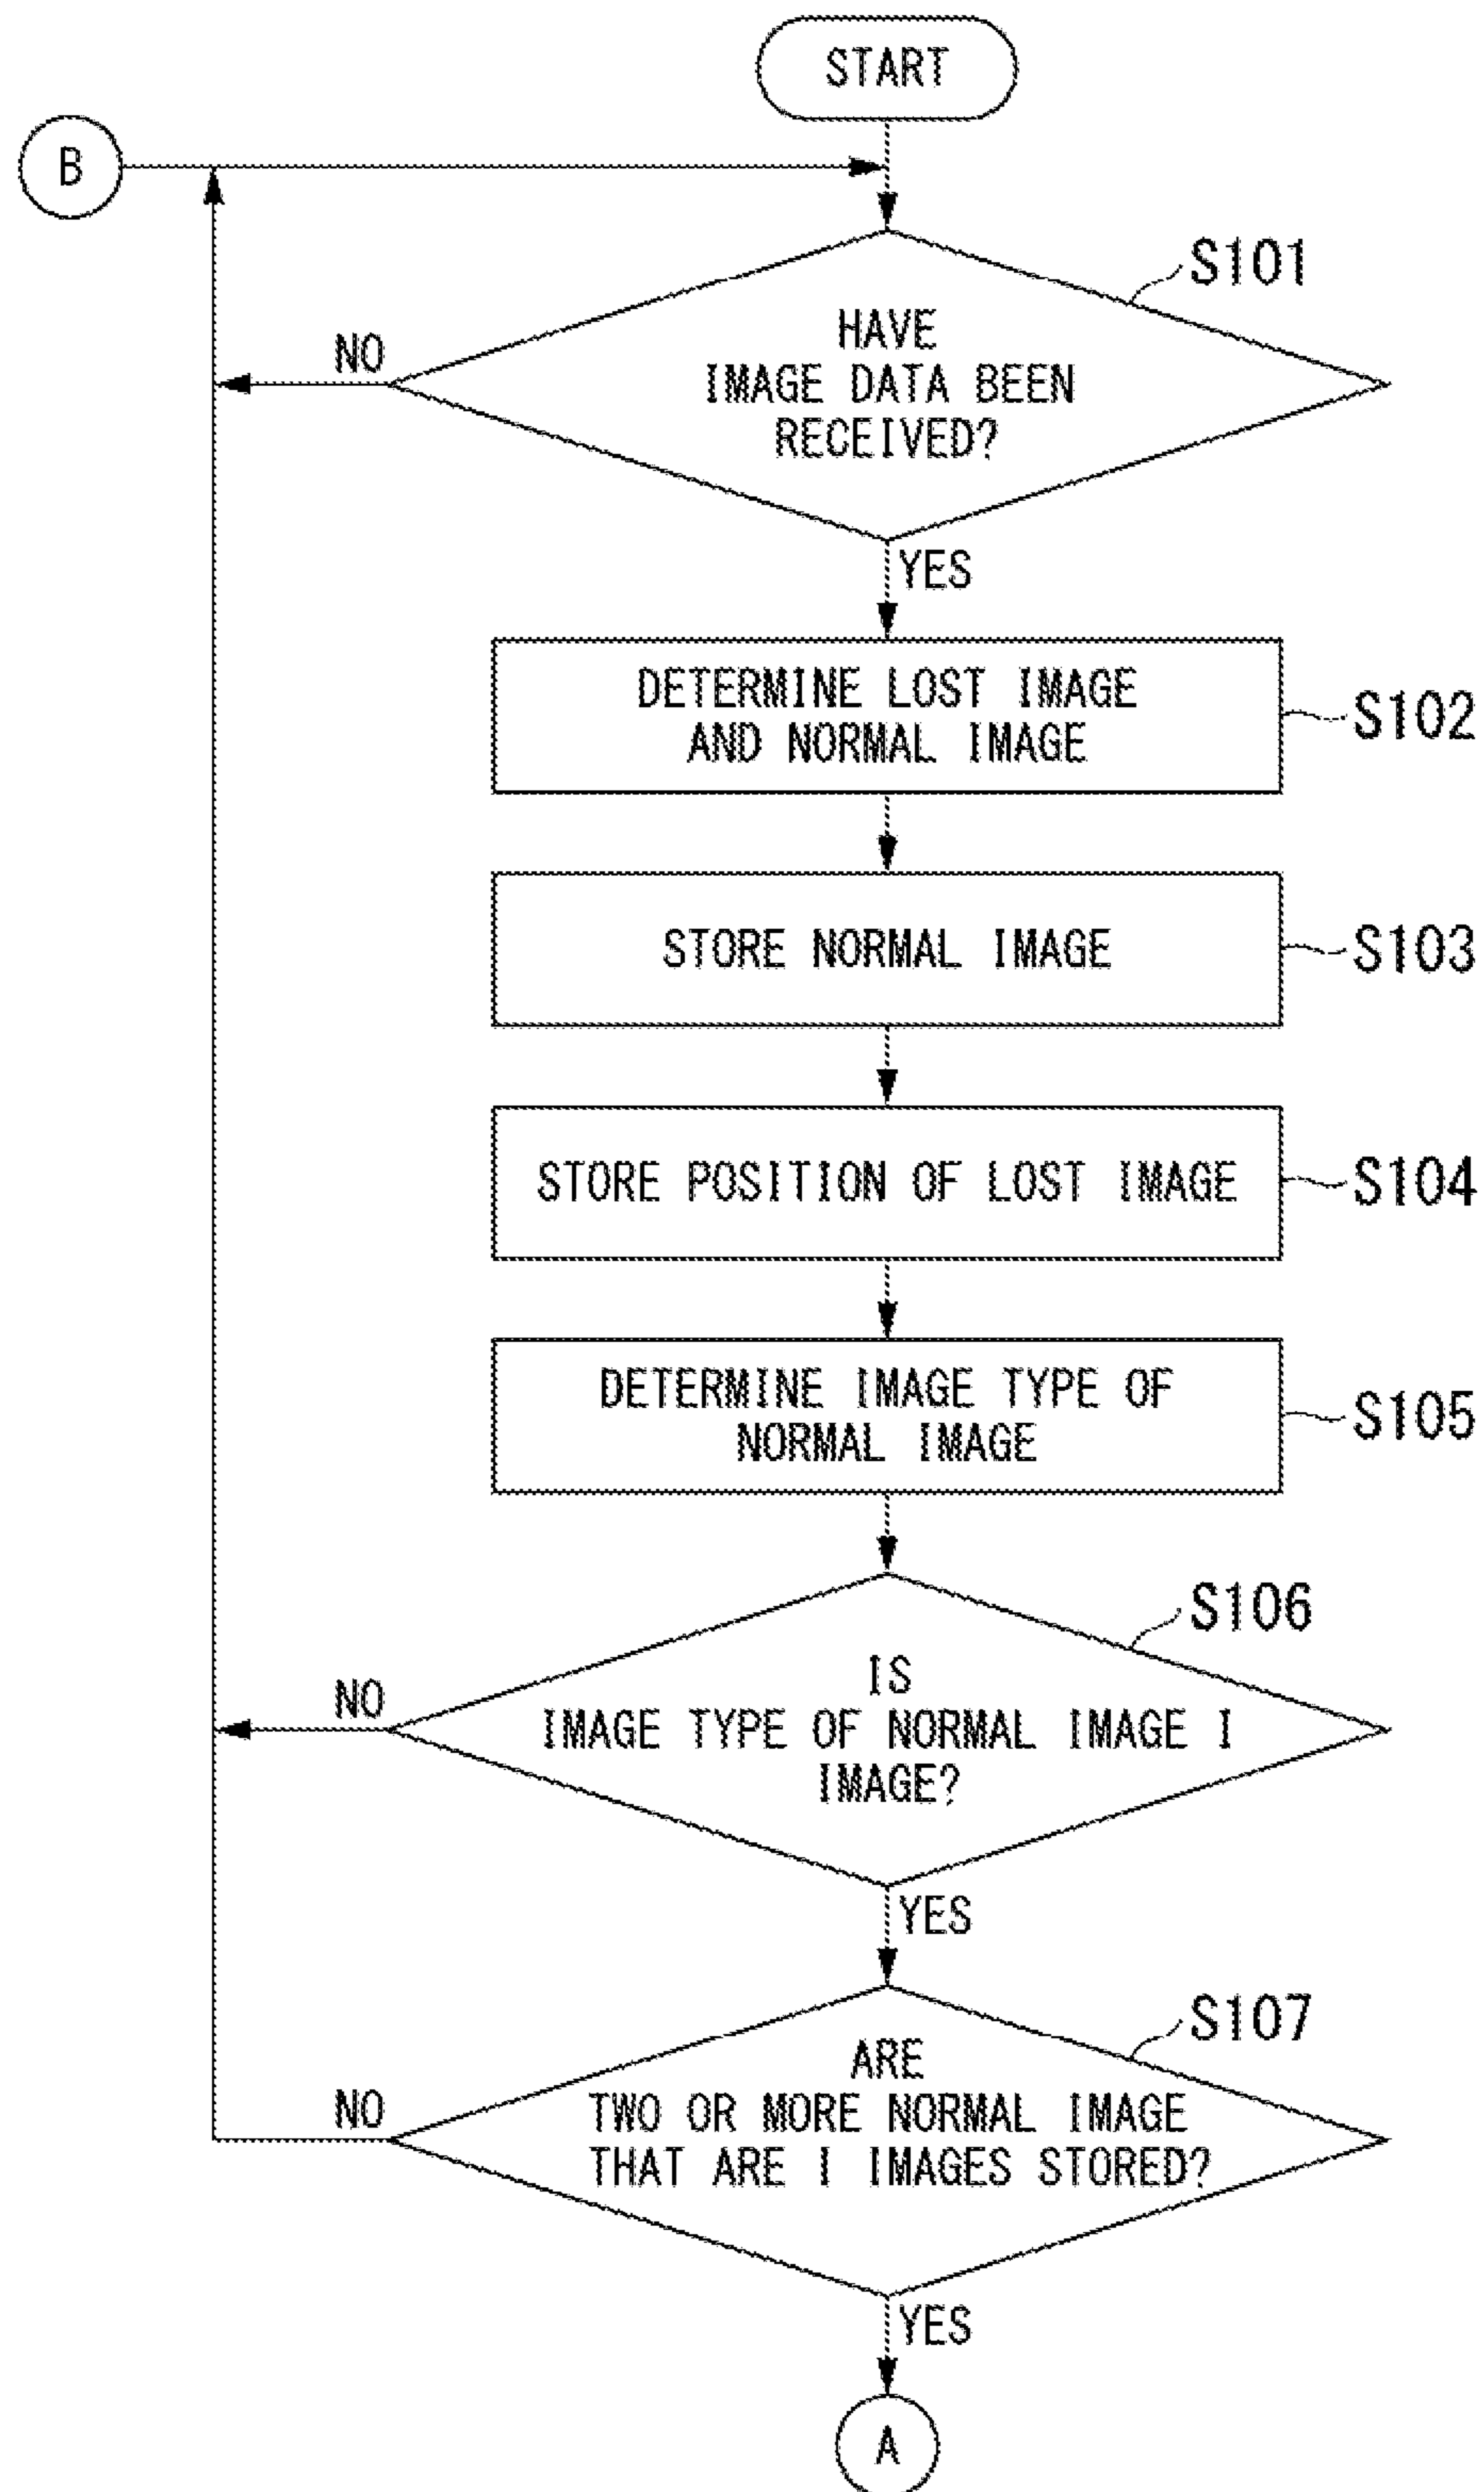 START
B
S101
HAVE
IMAGE DATA BEEN
RECEIVED?
NO
YES
DETERMINE LOST IMAGE
AND NORMAL IMAGE
S102
STORE NORMAL IMAGE
S103
STORE POSITION OF LOST IMAGE
S104
DETERMINE IMAGE TYPE OF
NORMAL IMAGE
S105
S106
IS
IMAGE TYPE OF NORMAL IMAGE I
IMAGE?
NO
YES
S107
ARE
TWO OR MORE NORMAL IMAGE
THAT ARE I IMAGES STORED?
NO
YES
A